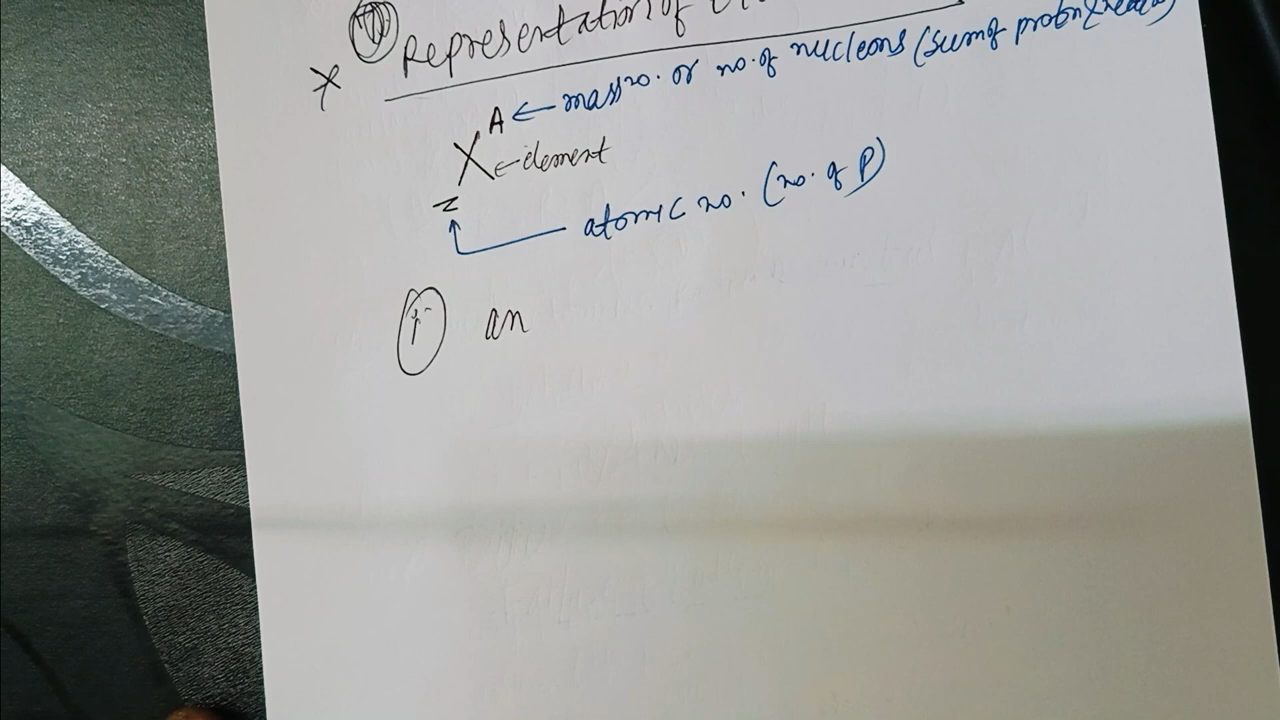 Representation of
X
A ← mass no. or no. of nucleons (sum of proton &
X ← element
Z
atomic no. (no. of P)
i an